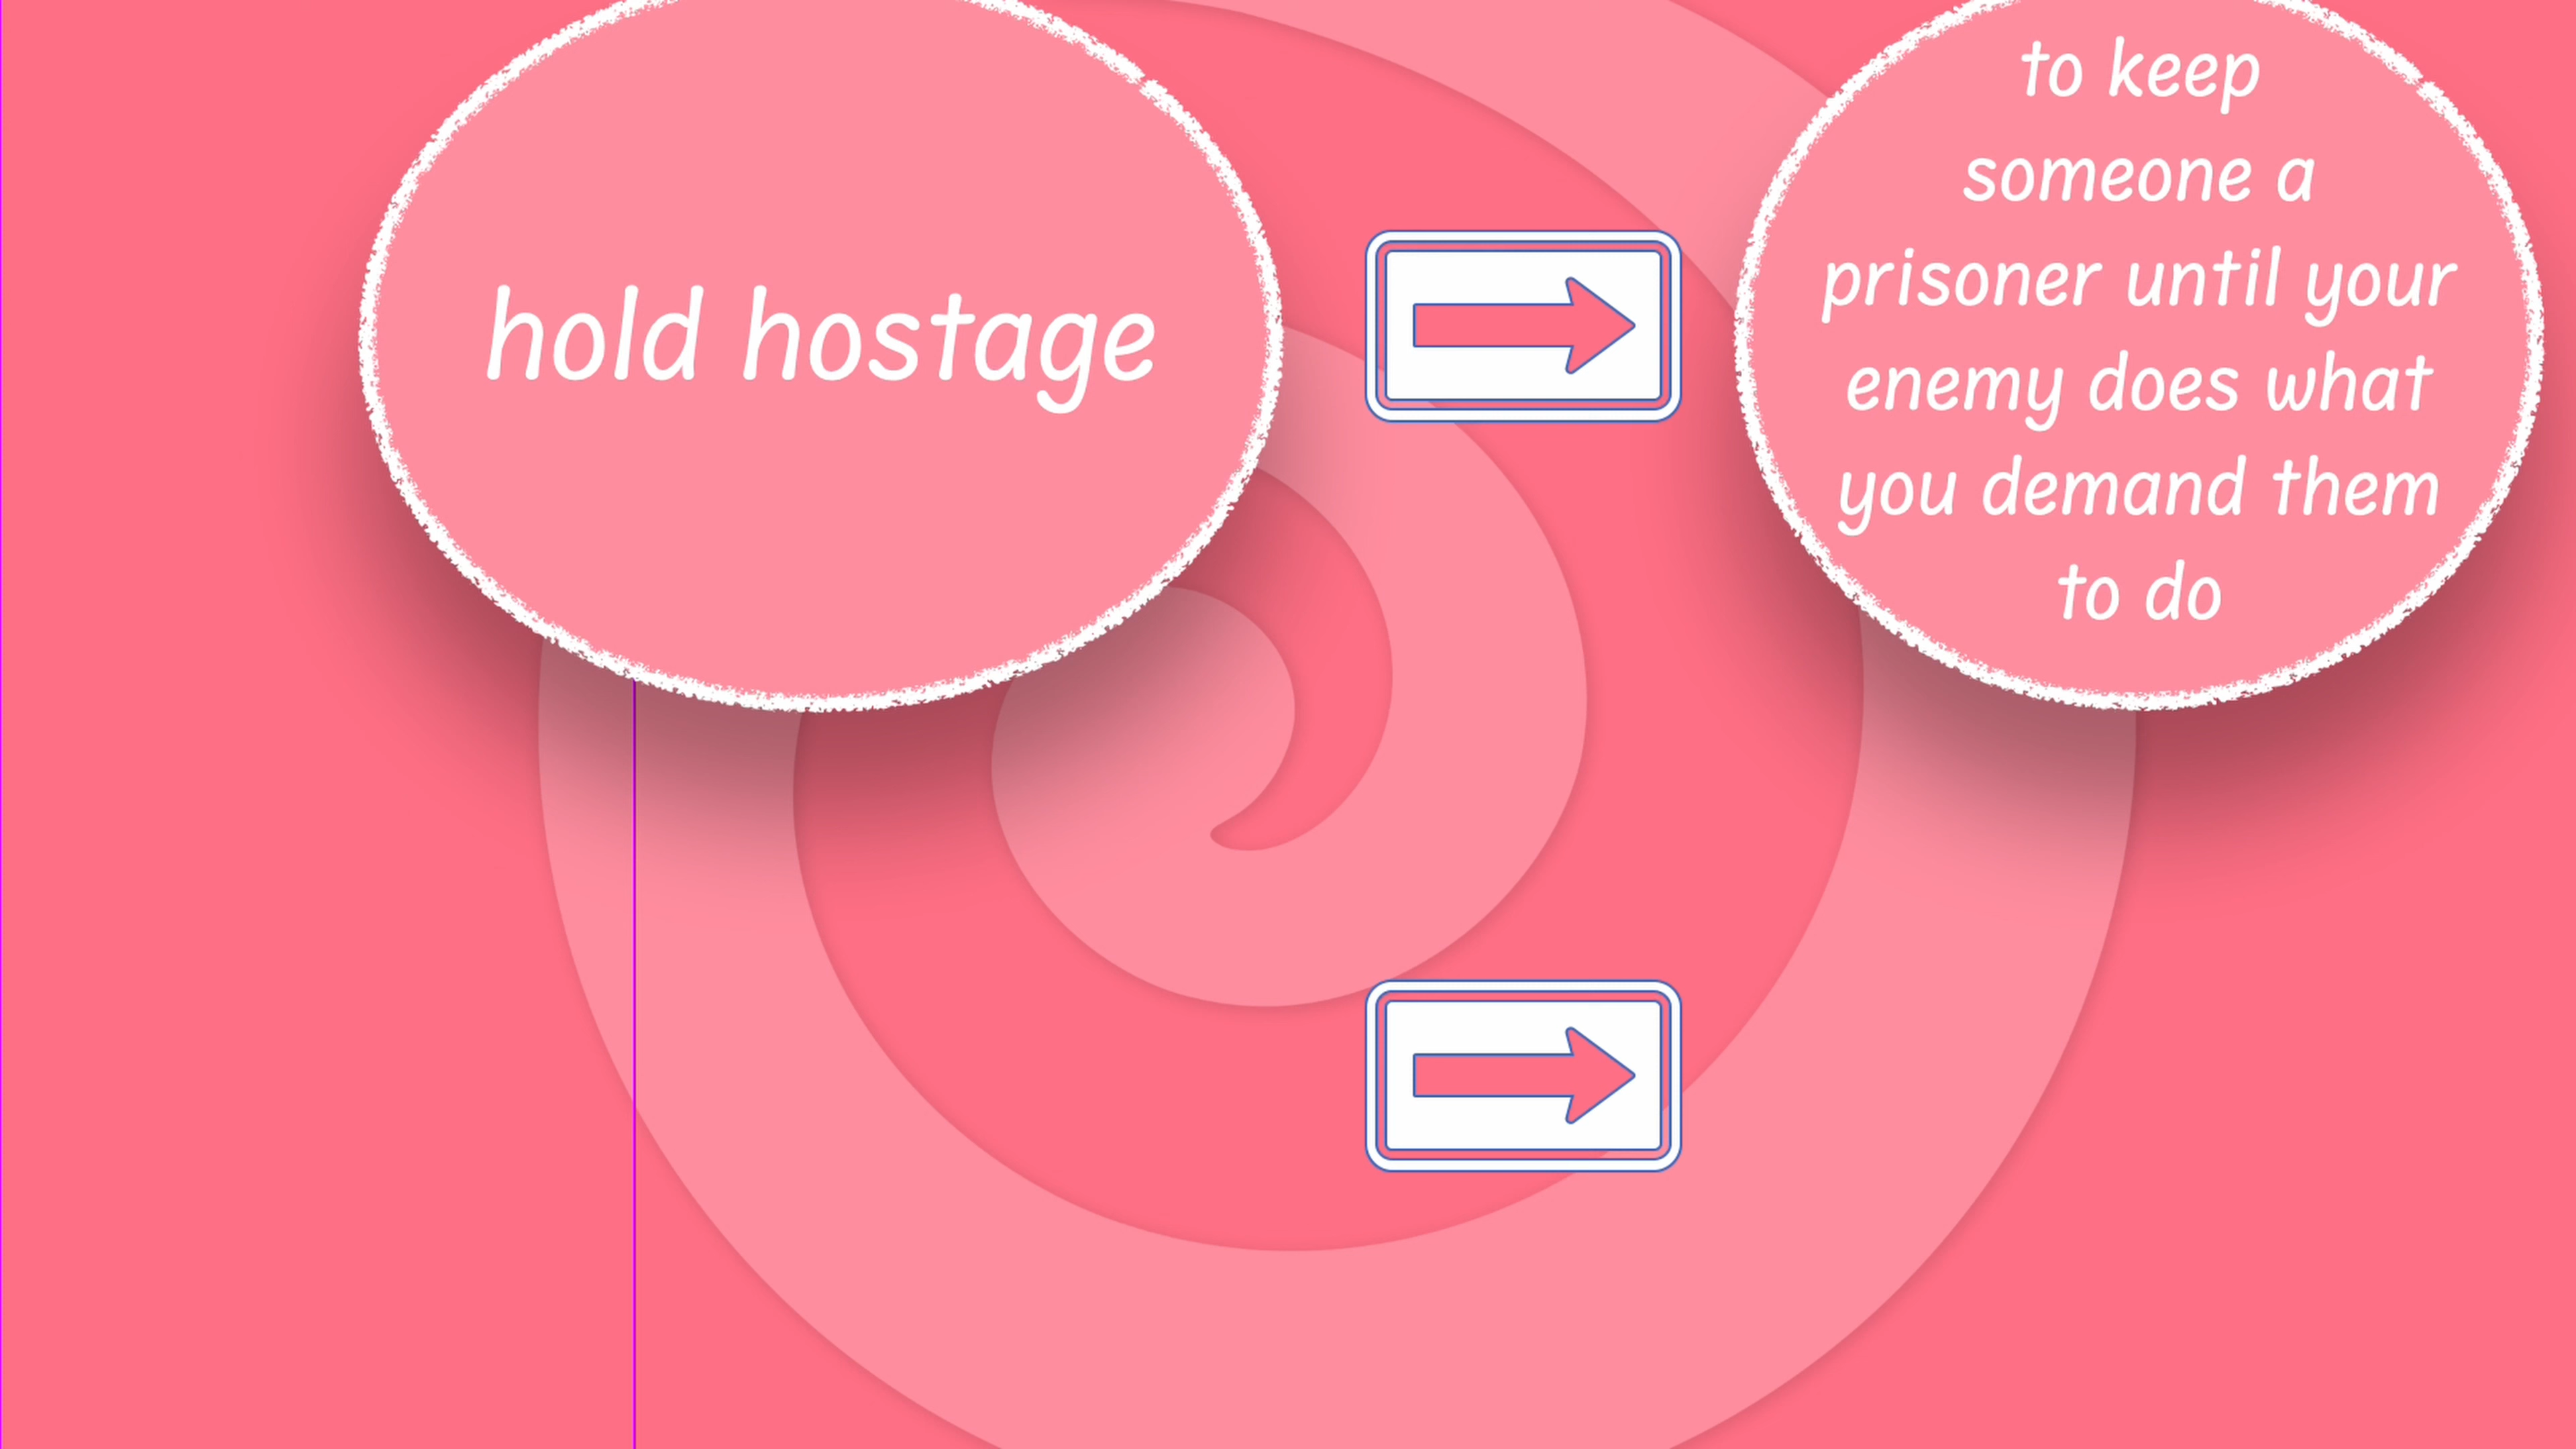 hold hostage
to keep
someone a
prisoner until your
enemy does what
you demand them
to do